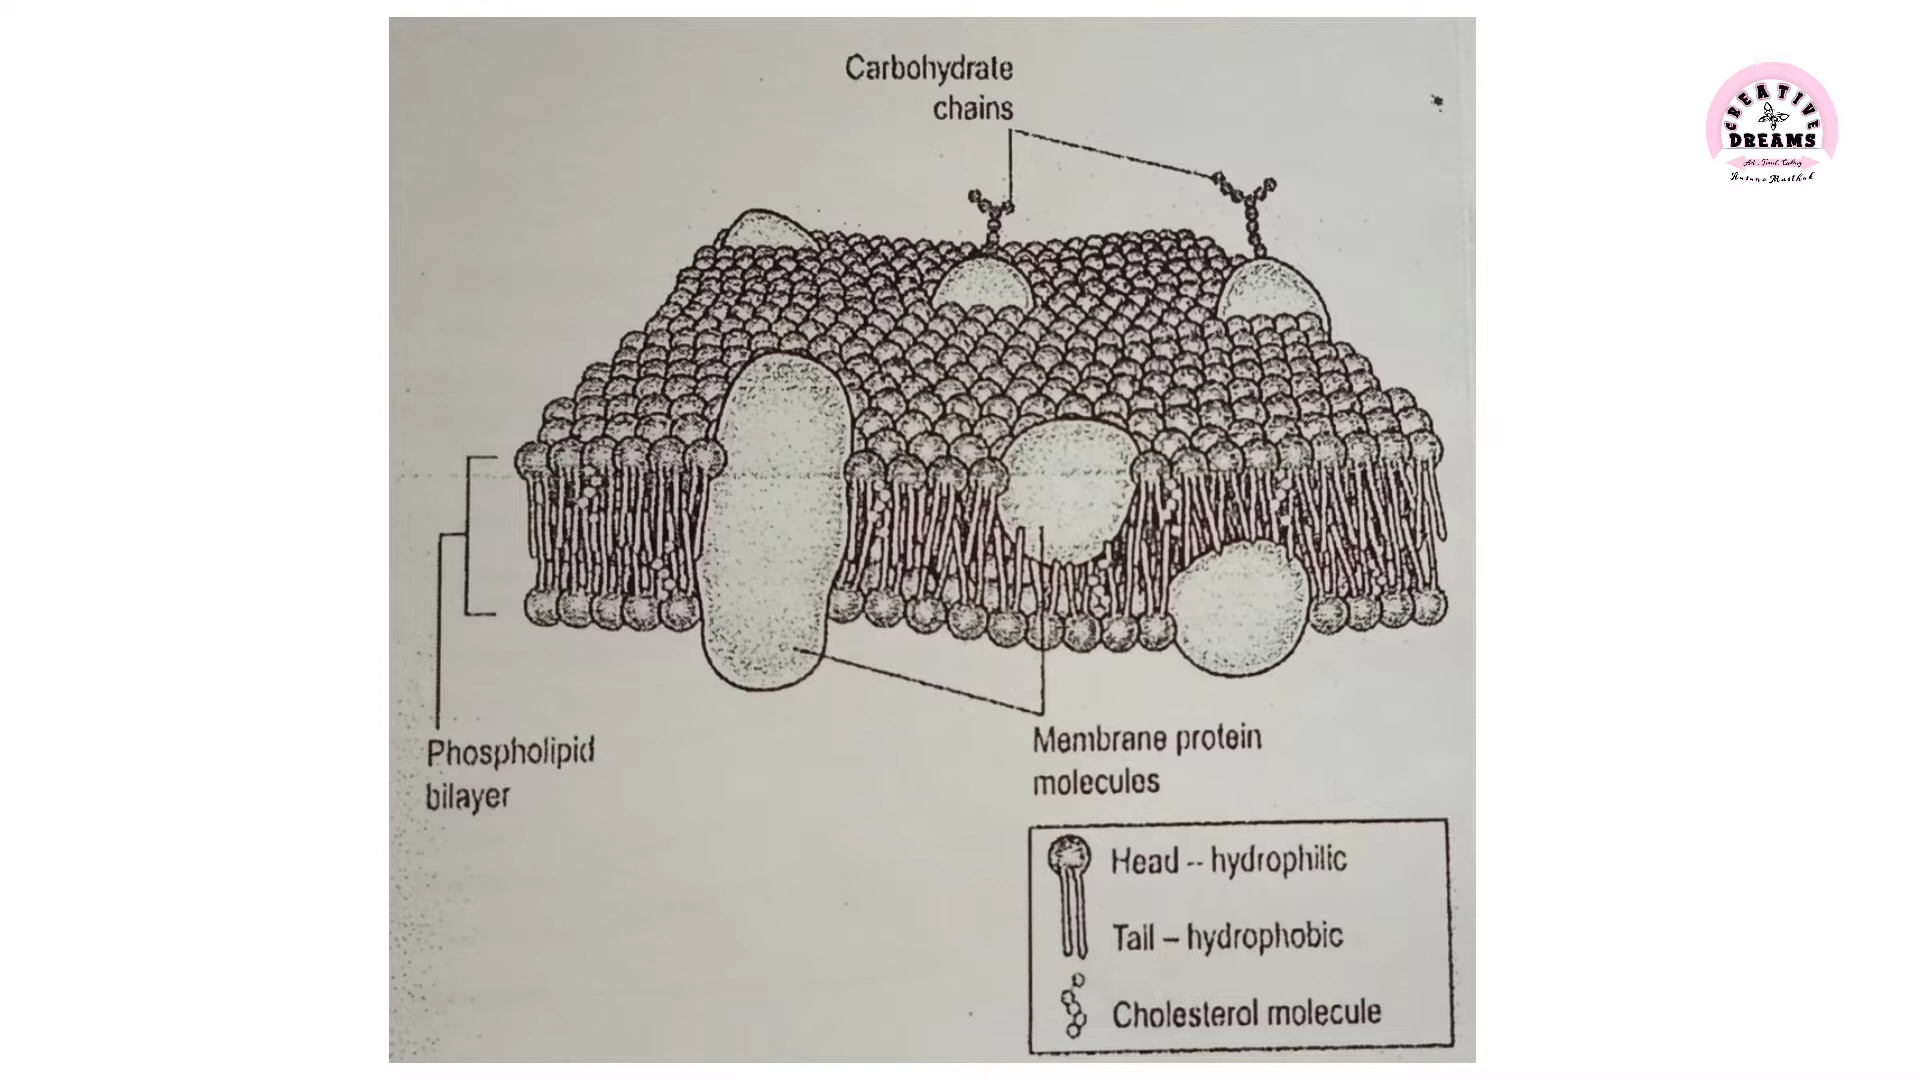 Carbohydrate
chains
CREATIVE
DREAMS
Phospholipid
bilayer
Membrane protein
molecules
Head -- hydrophilic
Tail – hydrophobic
Cholesterol molecule